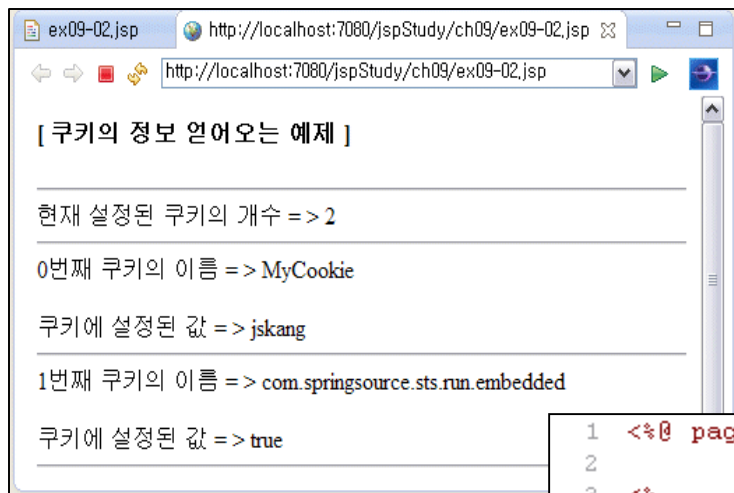 ex09-02.jsp
http://localhost:7080/jspStudy/ch09/ex09-02.jsp
http://localhost:7080/jspStudy/ch09/ex09-02.jsp
[ 쿠키의 정보 얻어오는 예제 ]
현재 설정된 쿠키의 개수 = > 2
0번째 쿠키의 이름 = > MyCookie
쿠키에 설정된 값 = > jskang
1번째 쿠키의 이름 = > com.springsource.sts.run.embedded
쿠키에 설정된 값 = > true
1 <%@ pag
2